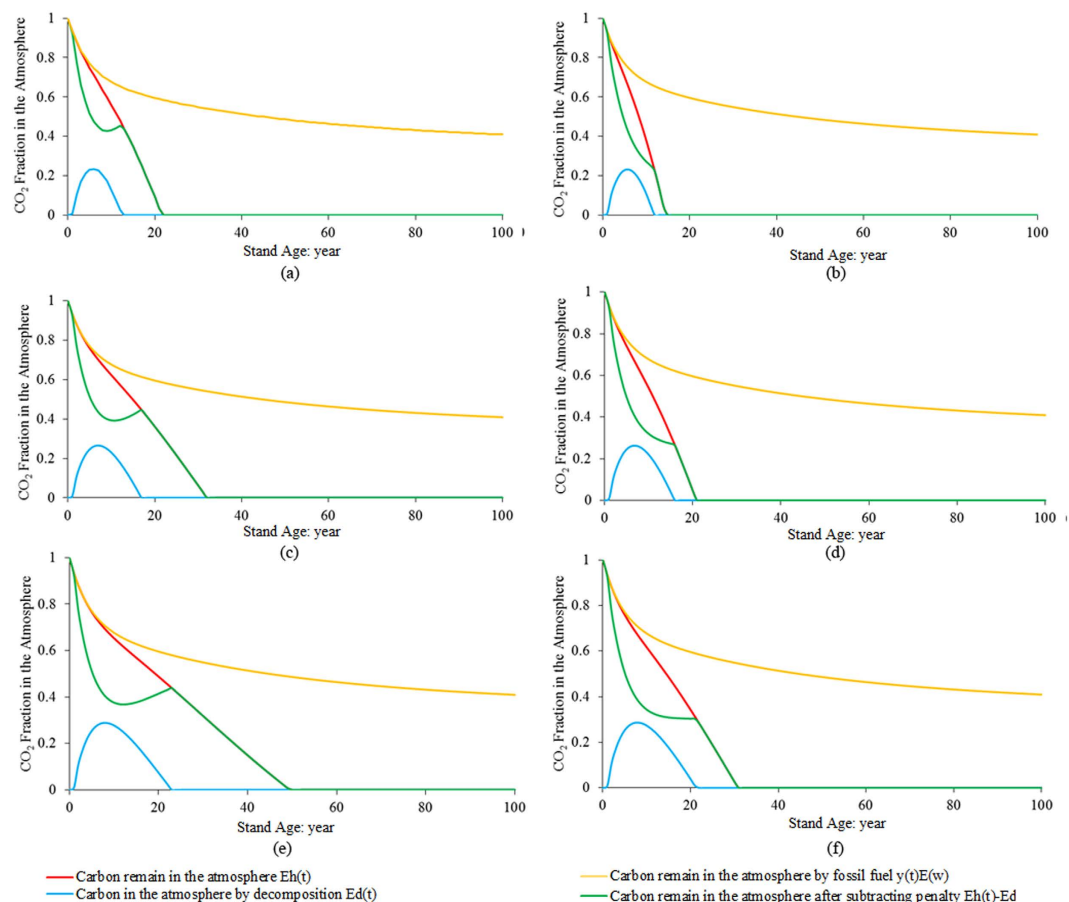 CO2 Fraction in the Atmosphere
1
0.8
0.6
0.4
0.2
0
0 20 40 60 80 100
Stand Age: year
(a)
CO2 Fraction in the Atmosphere
1
0.8
0.6
0.4
0.2
0
0 20 40 60 80 100
Stand Age: year
(b)
CO2 Fraction in the Atmosphere
1
0.8
0.6
0.4
0.2
0
0 20 40 60 80 100
Stand Age: year
(c)
CO2 Fraction in the Atmosphere
1
0.8
0.6
0.4
0.2
0
0 20 40 60 80 100
Stand Age: year
(d)
CO2 Fraction in the Atmosphere
1
0.8
0.6
0.4
0.2
0
0 20 40 60 80 100
Stand Age: year
(e)
CO2 Fraction in the Atmosphere
1
0.8
0.6
0.4
0.2
0
0 20 40 60 80 100
Stand Age: year
(f)
Carbon remain in the atmosphere Eh(t)
Carbon in the atmosphere by decomposition Ed(t)
Carbon remain in the atmosphere by fossil fuel y(t)E(w)
Carbon remain in the atmosphere after subtracting penalty Eh(t)-Ed